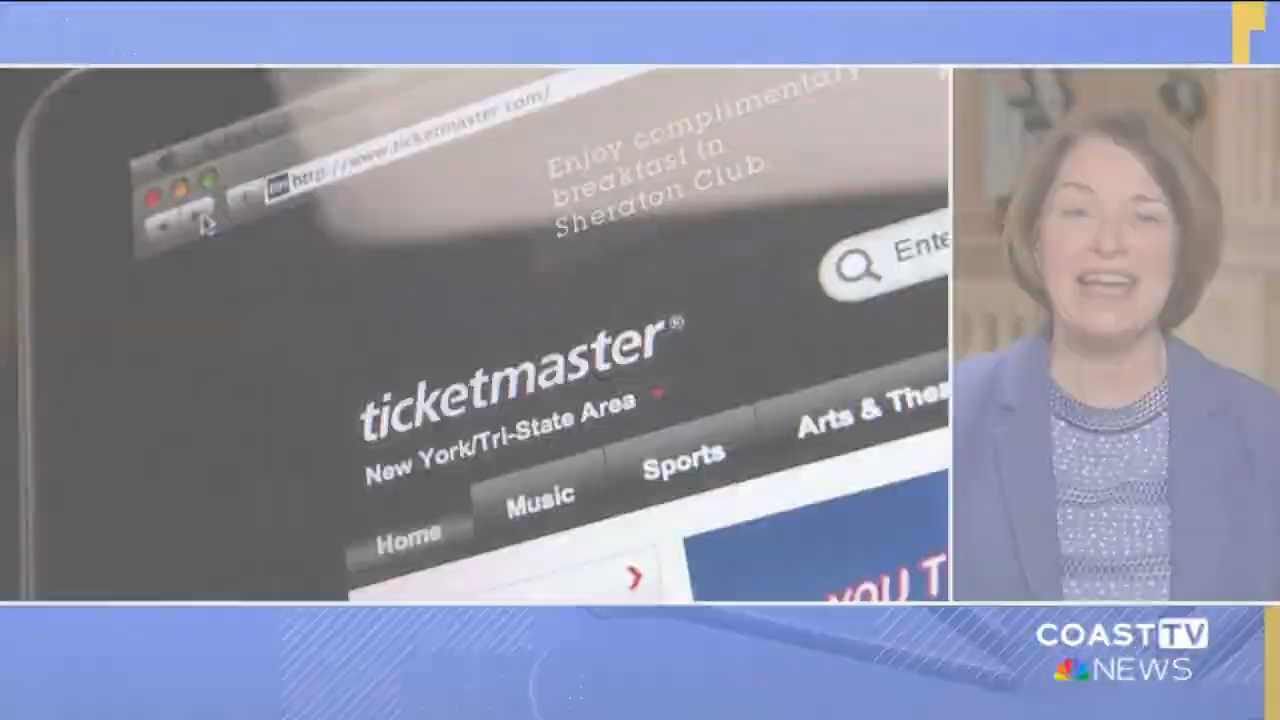 http://www.ticketmaster.com/
Enjoy complimentary
breakfast in
Sheraton Club.
Ente
ticketmaster®
New York/Tri-State Area
Home Music Sports Arts & Thea
YOU T
COAST TV
NEWS